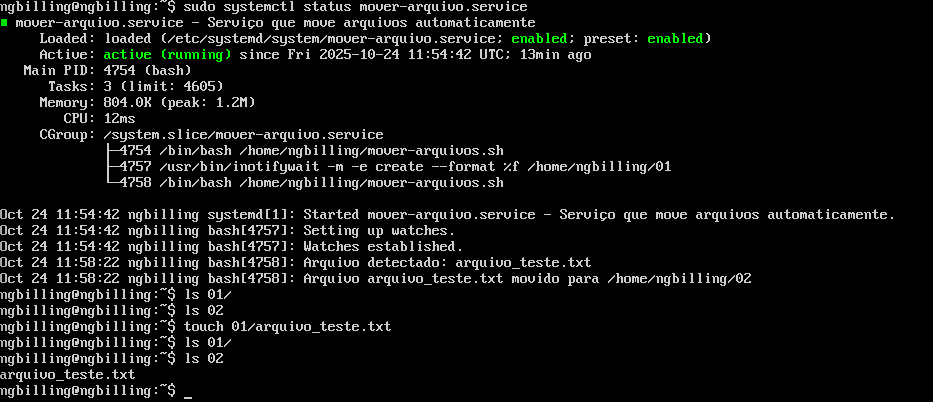 ngbilling@ngbilling:~$ sudo systemctl status mover-arquivo.service
mover-arquivo.service - Serviço que move arquivos automaticamente
Loaded: loaded (/etc/systemd/system/mover-arquivo.service; enabled; preset: enabled)
Active: active (running) since Fri 2025-10-24 11:54:42 UTC; 13min ago
Main PID: 4754 (bash)
Tasks: 3 (limit: 4605)
Memory: 804.0K (peak: 1.2M)
CPU: 12ms
CGroup: /system.slice/mover-arquivo.service
├─4754 /bin/bash /home/ngbilling/mover-arquivos.sh
├─4757 /usr/bin/inotifywait -m -e create --format %f /home/ngbilling/01
└─4758 /bin/bash /home/ngbilling/mover-arquivos.sh
Oct 24 11:54:42 ngbilling systemd[1]: Started mover-arquivo.service - Serviço que move arquivos automaticamente.
Oct 24 11:54:42 ngbilling bash[4757]: Setting up watches.
Oct 24 11:54:42 ngbilling bash[4757]: Watches established.
Oct 24 11:58:22 ngbilling bash[4758]: Arquivo detectado: arquivo_teste.txt
Oct 24 11:58:22 ngbilling bash[4758]: Arquivo arquivo_teste.txt movido para /home/ngbilling/02
ngbilling@ngbilling:~$ ls 01/
ngbilling@ngbilling:~$ ls 02
ngbilling@ngbilling:~$ touch 01/arquivo_teste.txt
ngbilling@ngbilling:~$ ls 01/
ngbilling@ngbilling:~$ ls 02
arquivo_teste.txt
ngbilling@ngbilling:~$ _